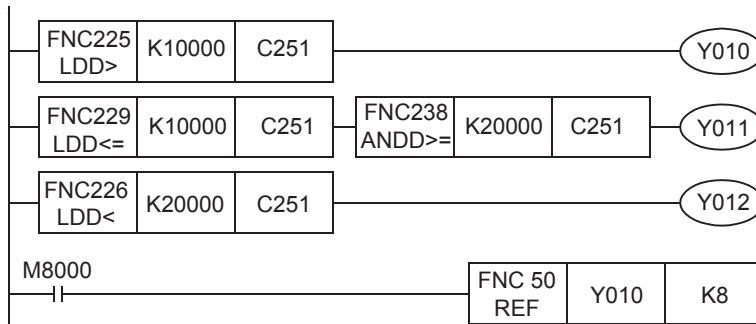 FNC225 K10000 C251 Y010
LDD>
FNC229 K10000 C251 FNC238 K20000 C251 Y011
LDD<= ANDD>=
FNC226 K20000 C251 Y012
LDD<
M8000
FNC 50 Y010 K8
REF